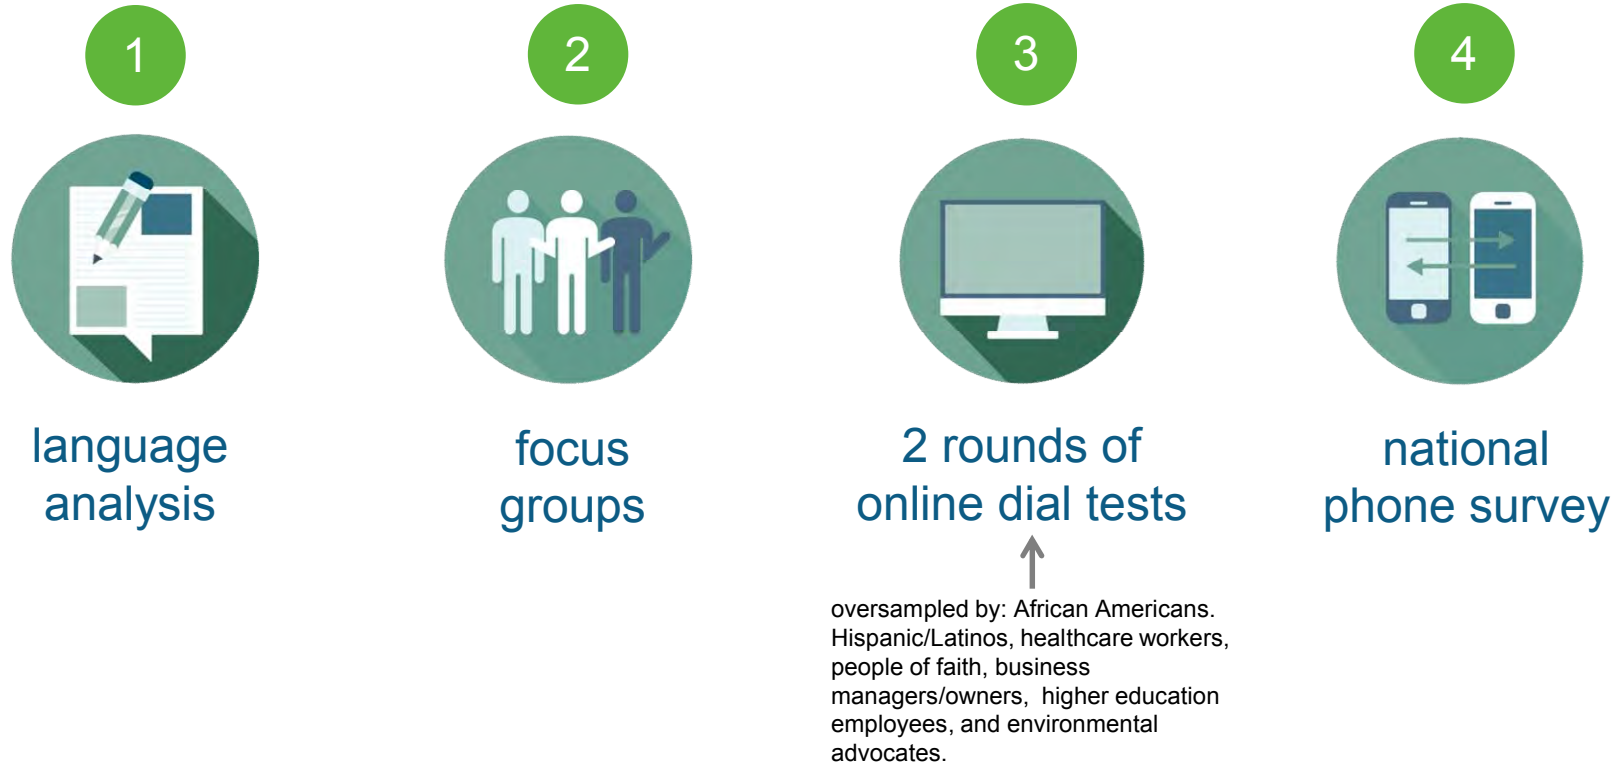 1
language
analysis
2
focus
groups
3
2 rounds of
online dial tests
oversampled by: African Americans.
Hispanic/Latinos, healthcare workers,
people of faith, business
managers/owners,  higher education
employees, and environmental
advocates.
4
national
phone survey